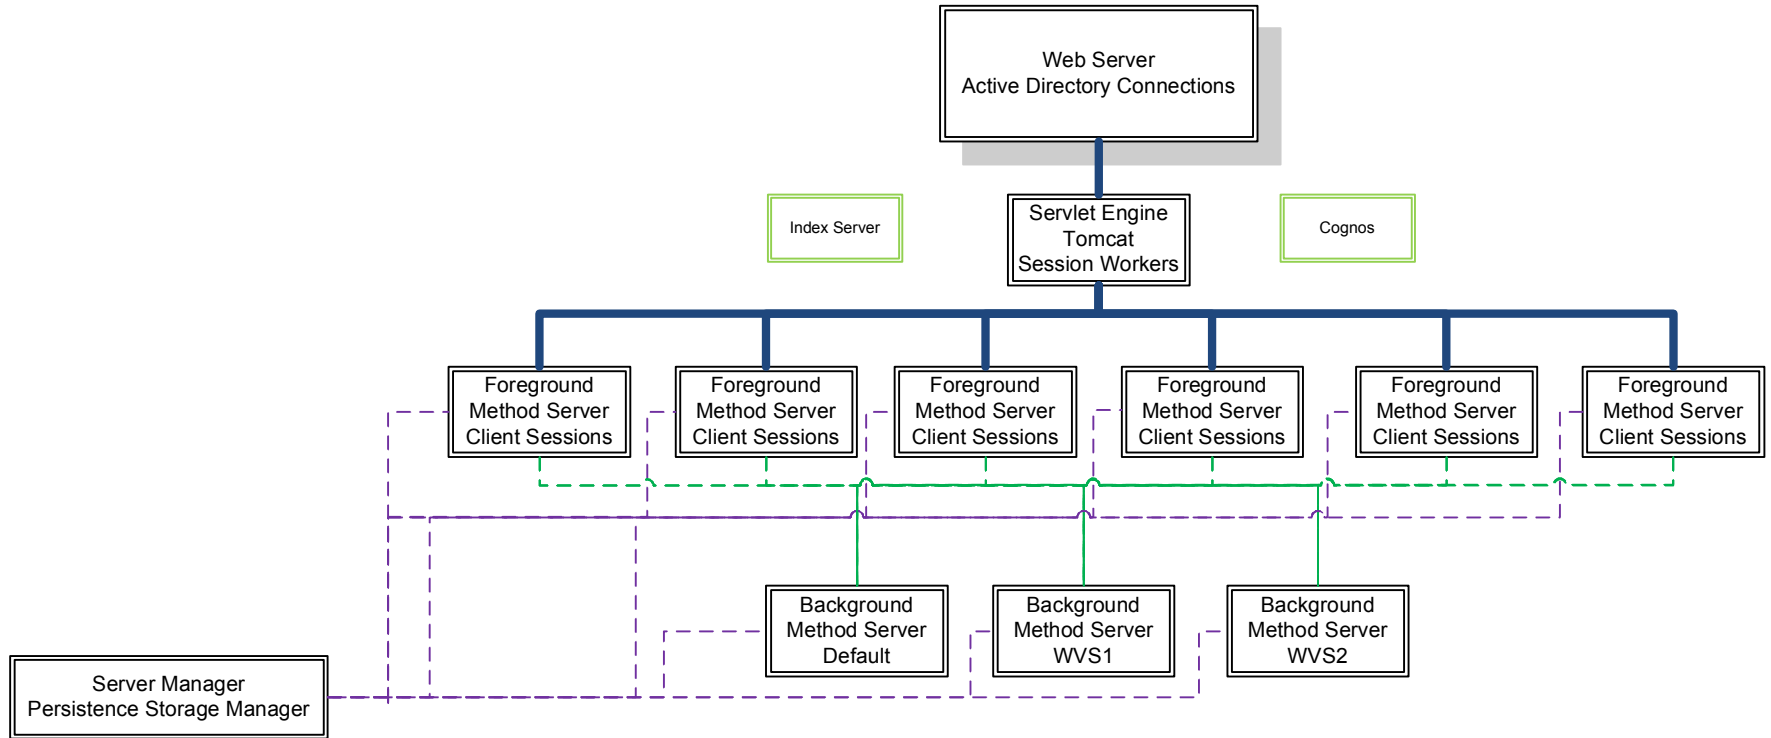 Web Server
Active Directory Connections
Index Server
Servlet Engine
Tomcat
Session Workers
Cognos
Foreground
Method Server
Client Sessions
Foreground
Method Server
Client Sessions
Foreground
Method Server
Client Sessions
Foreground
Method Server
Client Sessions
Foreground
Method Server
Client Sessions
Foreground
Method Server
Client Sessions
Background
Method Server
Default
Background
Method Server
WVS1
Background
Method Server
WVS2
Server Manager
Persistence Storage Manager